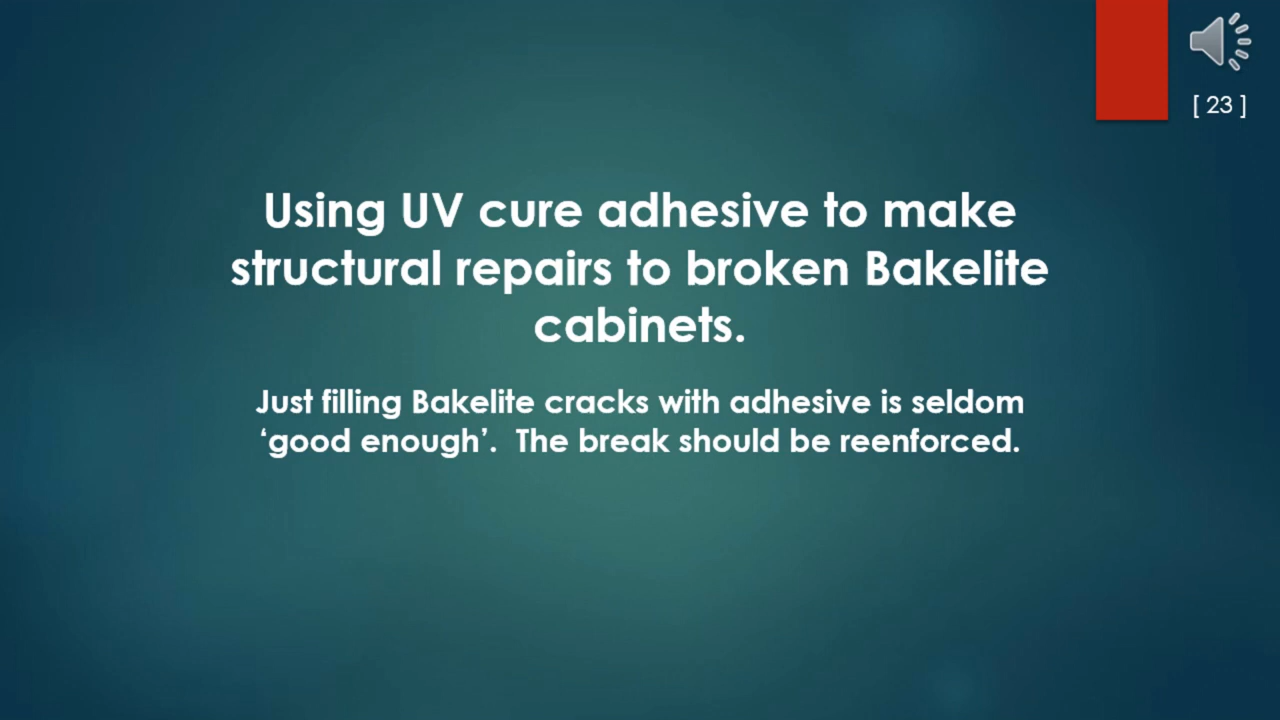 [ 23 ]
Using UV cure adhesive to make
structural repairs to broken Bakelite
cabinets.
Just filling Bakelite cracks with adhesive is seldom
‘good enough’.  The break should be reenforced.